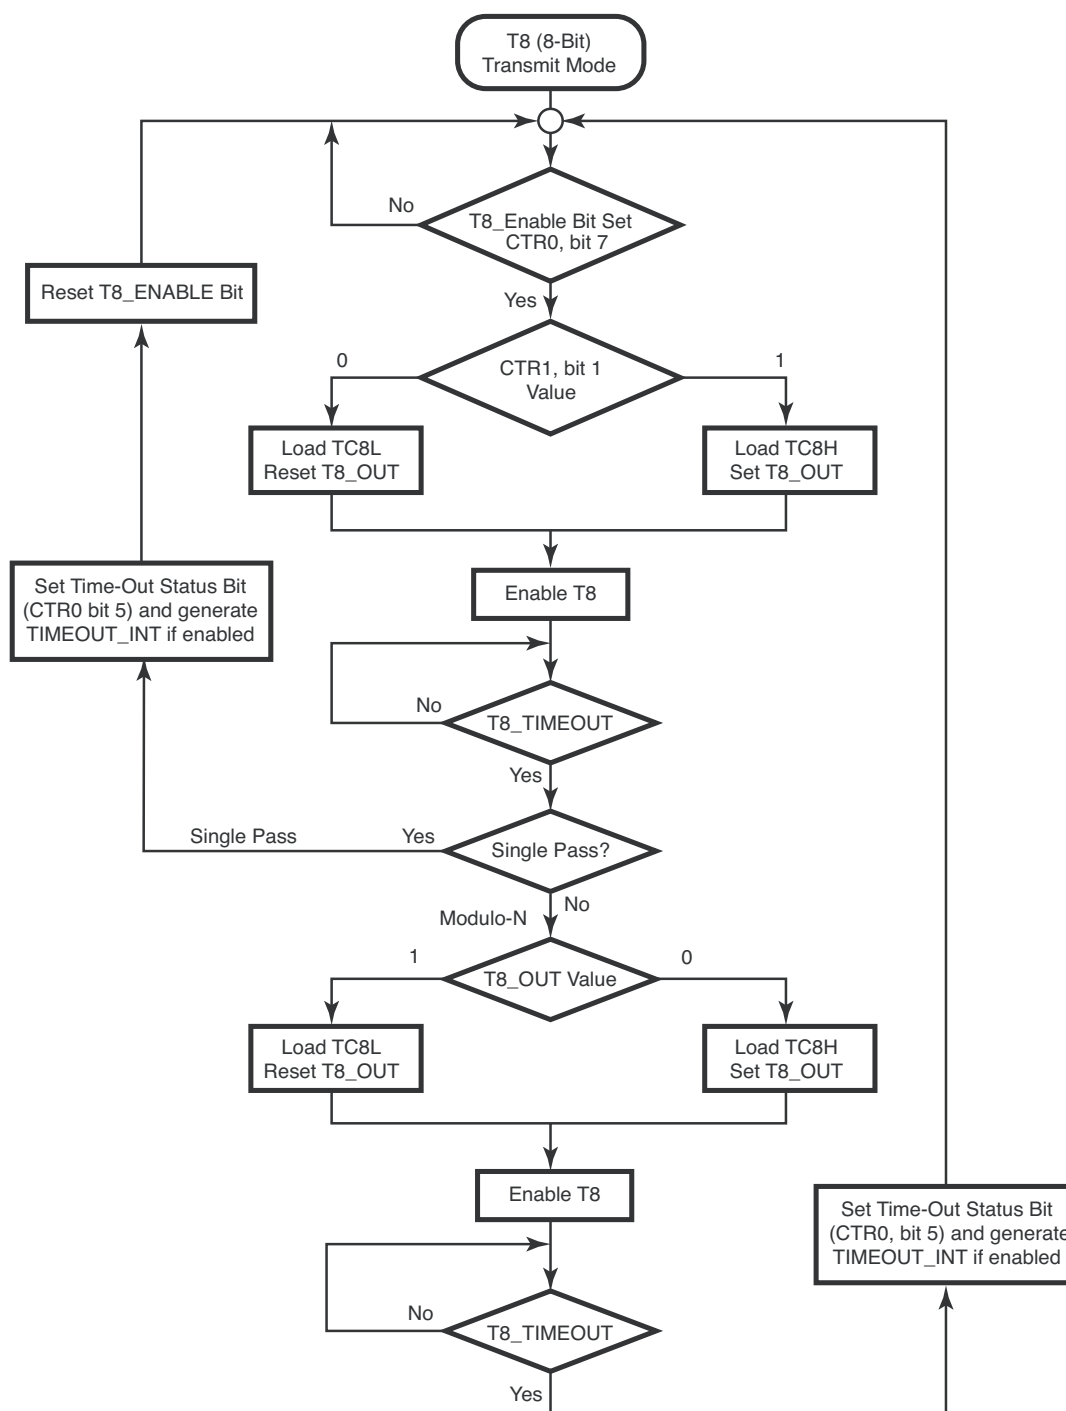 T8 (8-Bit)
Transmit Mode
No
T8_Enable Bit Set
CTR0, bit 7
Reset T8_ENABLE Bit
Yes
0
CTR1, bit 1
Value
1
Load TC8L
Reset T8_OUT
Load TC8H
Set T8_OUT
Set Time-Out Status Bit
(CTR0 bit 5) and generate
TIMEOUT_INT if enabled
Enable T8
No
T8_TIMEOUT
Yes
Single Pass
Yes
Single Pass?
Modulo-N
No
1
T8_OUT Value
0
Load TC8L
Reset T8_OUT
Load TC8H
Set T8_OUT
Enable T8
Set Time-Out Status Bit
(CTR0, bit 5) and generate
TIMEOUT_INT if enabled
No
T8_TIMEOUT
Yes